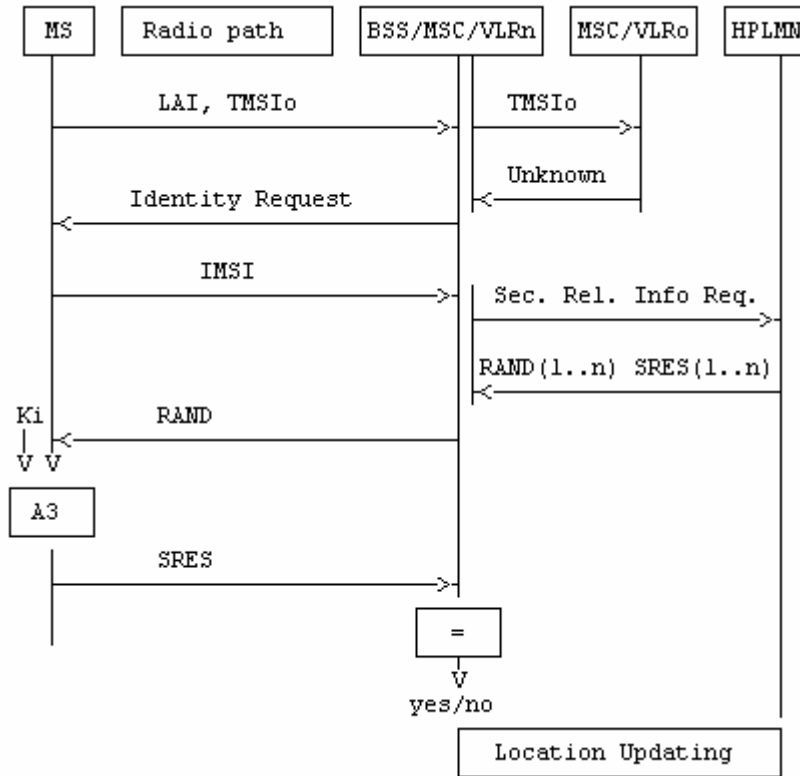 MS
Radio path
BSS/MSC/VLRn
MSC/VLRo
HPLMN
LAI, TMSIo
TMSIo
Unknown
Identity Request
IMSI
Sec. Rel. Info Req.
RAND(1..n) SRES(1..n)
Ki
RAND
V V
A3
SRES
=
V
yes/no
Location Updating